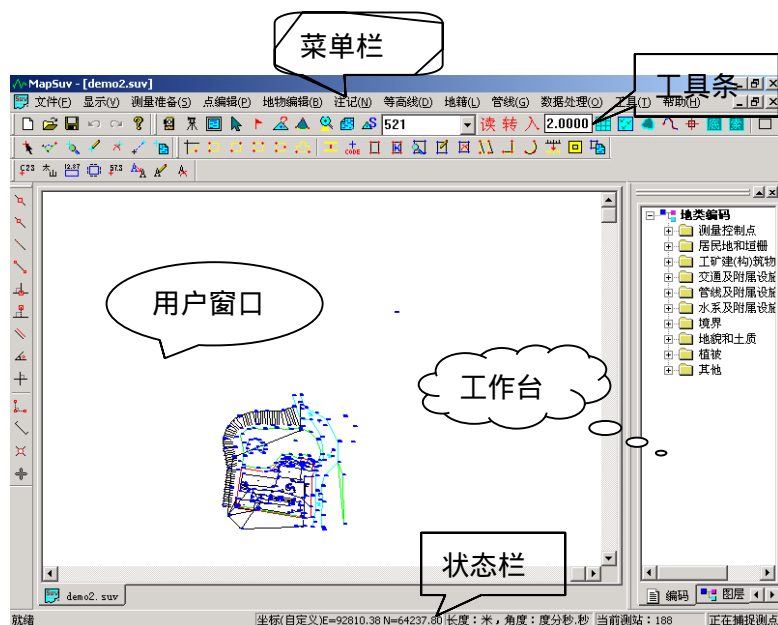 菜单栏
工具条
MapSuv - [demo2.suv]
文件(F) 显示(V) 测量准备(S) 点编辑(P) 地物编辑(B) 注记(N) 等高线(D) 地籍(L) 管线(G) 数据处理(O) 工具(T) 帮助(H)
521 读 转 入 2.0000
CODE
地类编码
测量控制点
居民地和垣栅
工矿建(构)筑物
交通及附属设施
管线及附属设施
水系及附属设施
境界
地貌和土质
植被
其他
用户窗口
工作台
状态栏
demo2.suv
编码 图层
就绪 坐标(自定义)E=92810.38 N=64237.80 长度：米，角度：度分秒.秒 当前测站：188 正在捕捉测点